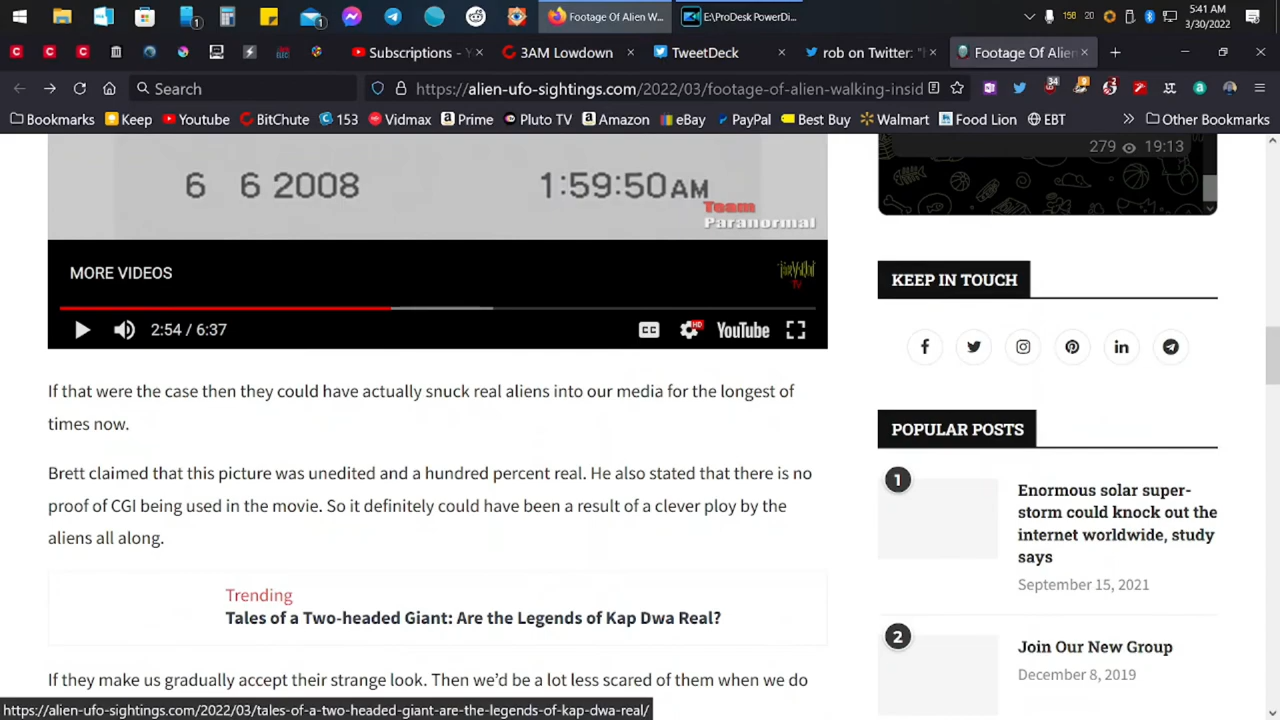 Footage Of Alien W...
E:\ProDesk PowerDi...
158
20
5:41 AM
3/30/2022
Subscriptions - Y
3AM Lowdown
TweetDeck
rob on Twitter: "
Footage Of Alien
Search
https://alien-ufo-sightings.com/2022/03/footage-of-alien-walking-insid
34
2
Bookmarks
Keep
Youtube
BitChute
153
Vidmax
Prime
Pluto TV
Amazon
eBay
PayPal
Best Buy
Walmart
Food Lion
EBT
Other Bookmarks
6 6 2008 1:59:50AM
Team
Paranormal
MORE VIDEOS
TV
2:54 / 6:37
CC
HD
YouTube
If that were the case then they could have actually snuck real aliens into our media for the longest of
times now.
Brett claimed that this picture was unedited and a hundred percent real. He also stated that there is no
proof of CGI being used in the movie. So it definitely could have been a result of a clever ploy by the
aliens all along.
Trending
Tales of a Two-headed Giant: Are the Legends of Kap Dwa Real?
If they make us gradually accept their strange look. Then we'd be a lot less scared of them when we do
https://alien-ufo-sightings.com/2022/03/tales-of-a-two-headed-giant-are-the-legends-of-kap-dwa-real/
279 19:13
KEEP IN TOUCH
POPULAR POSTS
1
Enormous solar super-
storm could knock out the
internet worldwide, study
says
September 15, 2021
2
Join Our New Group
December 8, 2019